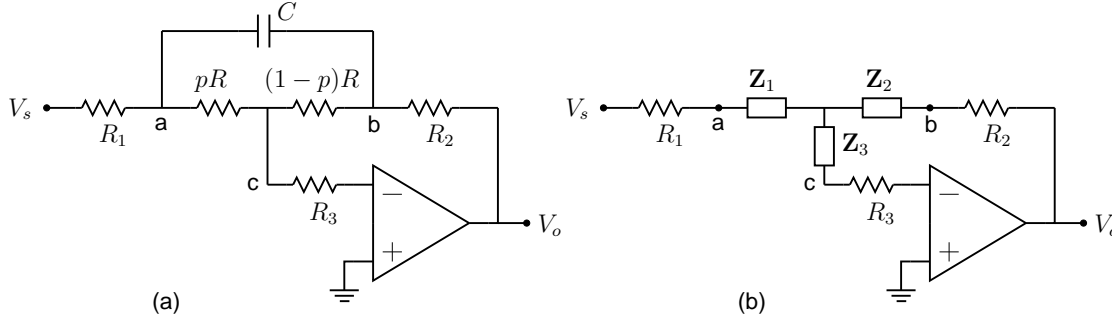 C
pR (1 − p)R
V_s R_1 a b R_2
c R_3
−
+
V_o
(a)
Z_1 Z_2
V_s R_1 a b R_2
Z_3
c R_3
−
+
V_o
(b)